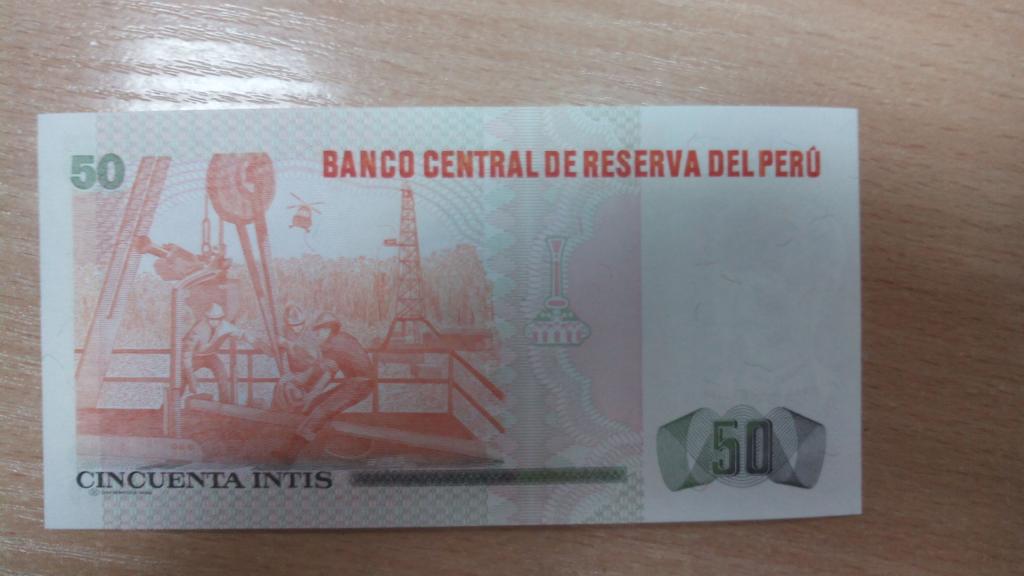 50
BANCO CENTRAL DE RESERVA DEL PERÚ
CINCUENTA INTIS
50